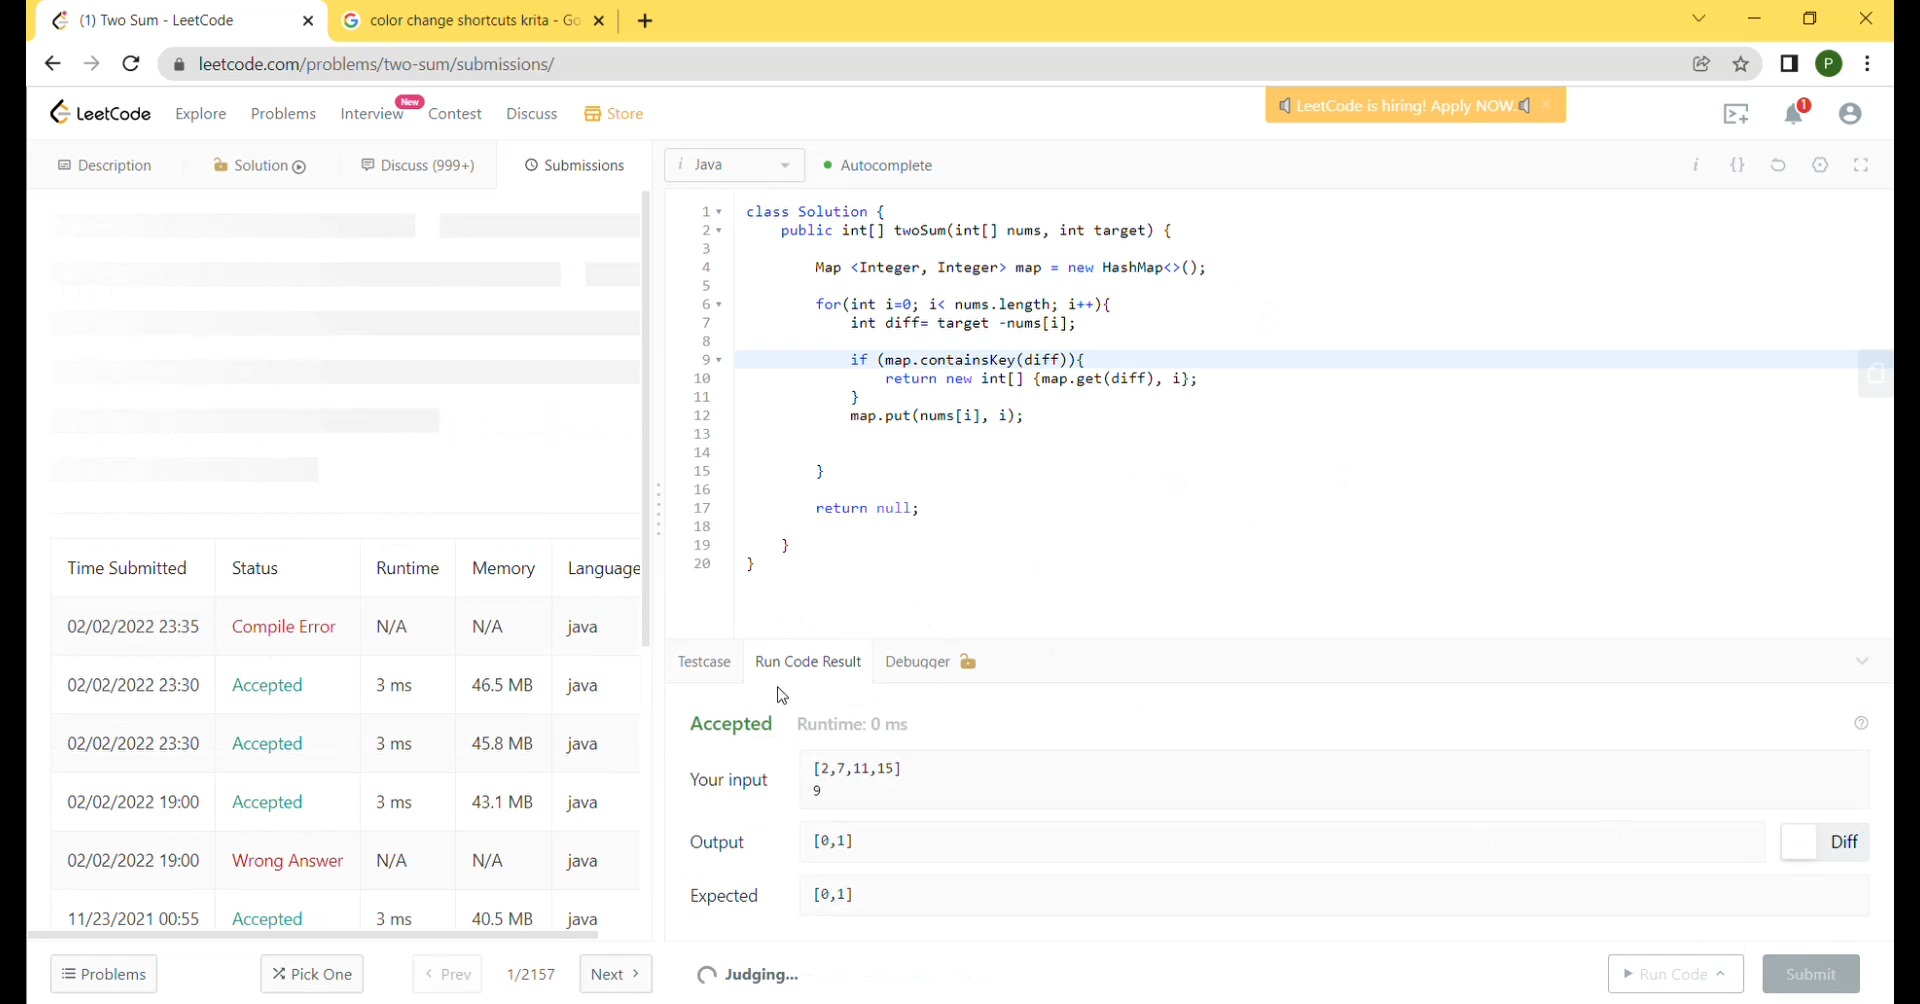 (1) Two Sum - LeetCode
color change shortcuts krita - Go
leetcode.com/problems/two-sum/submissions/
P
LeetCode
Explore
Problems
Interview
New
Contest
Discuss
Store
LeetCode is hiring! Apply NOW.
1
Description
Solution
Discuss (999+)
Submissions
i Java
Autocomplete
1 class Solution {
2 public int[] twoSum(int[] nums, int target) {
3
4 Map <Integer, Integer> map = new HashMap<>();
5
6 for(int i=0; i< nums.length; i++){
7 int diff= target -nums[i];
8
9 if (map.containsKey(diff)){
10 return new int[] {map.get(diff), i};
11 }
12 map.put(nums[i], i);
13
14
15 }
16
17 return null;
18
19 }
20 }
Time Submitted Status Runtime Memory Language
02/02/2022 23:35 Compile Error N/A N/A java
02/02/2022 23:30 Accepted 3 ms 46.5 MB java
02/02/2022 23:30 Accepted 3 ms 45.8 MB java
02/02/2022 19:00 Accepted 3 ms 43.1 MB java
02/02/2022 19:00 Wrong Answer N/A N/A java
11/23/2021 00:55 Accepted 3 ms 40.5 MB java
Testcase
Run Code Result
Debugger
Accepted Runtime: 0 ms
Your input
[2,7,11,15]
9
Output
[0,1]
Diff
Expected
[0,1]
Problems
Pick One
Prev
1/2157
Next
Judging...
Run Code
Submit